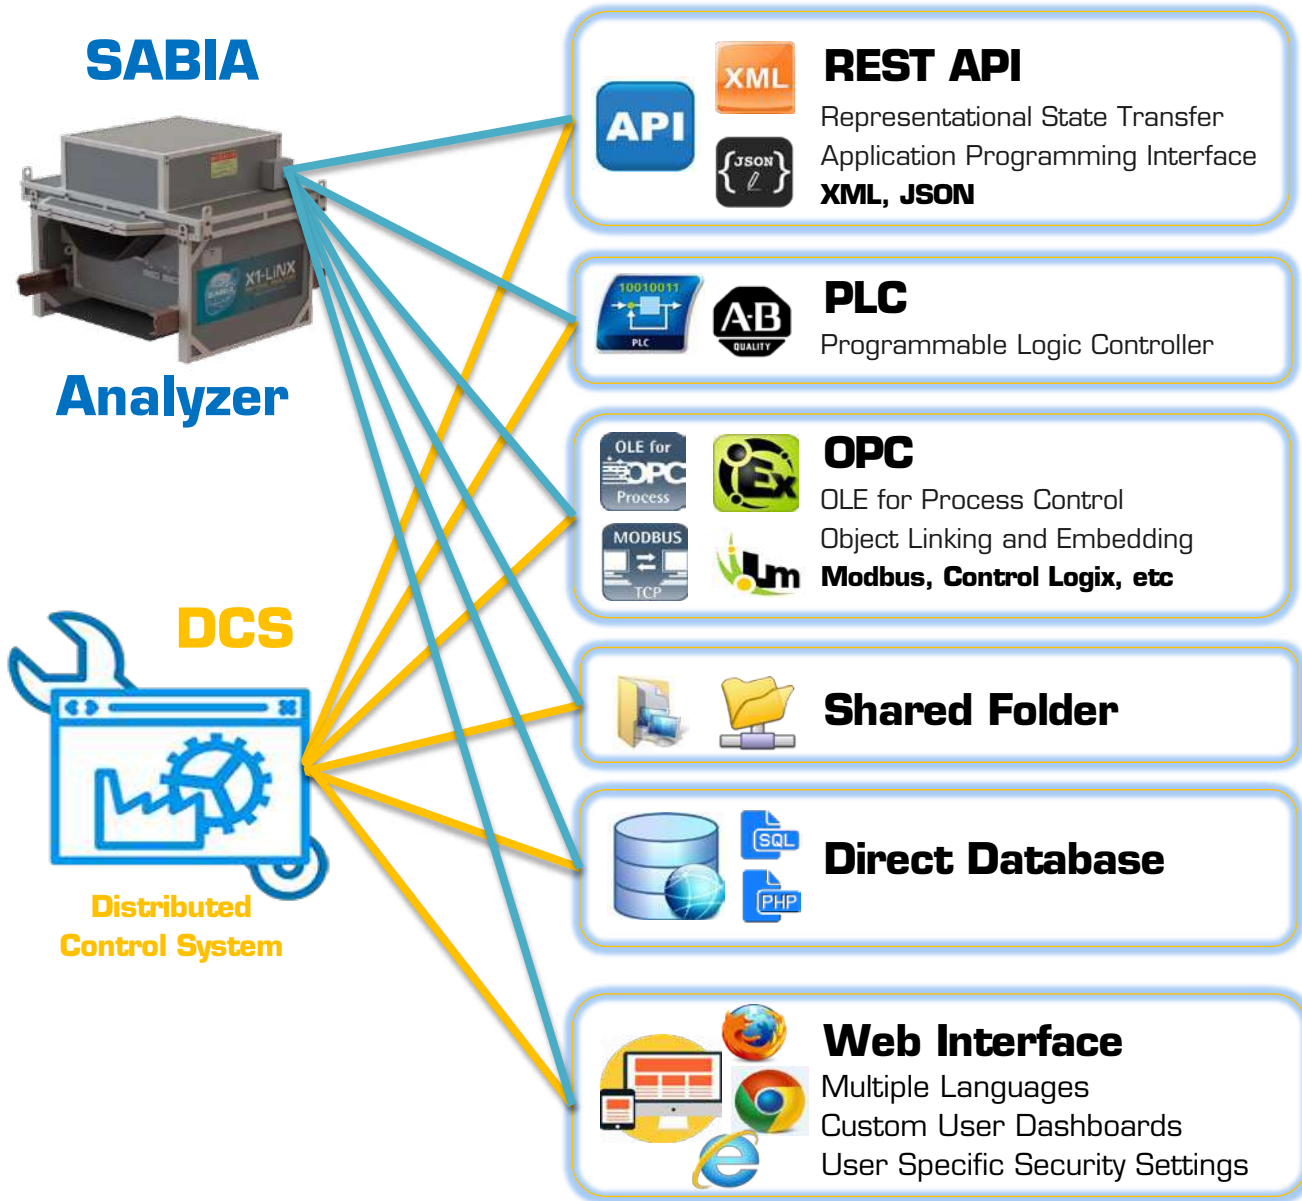 SABIA
X1-LiNX
Analyzer
DCS
Distributed
Control System
API
XML
JSON
REST API
Representational State Transfer
Application Programming Interface
XML, JSON
10010011
PLC
A-B
QUALITY
PLC
Programmable Logic Controller
OLE for
OPC
Process
Ex
MODBUS
TCP
Lm
OPC
OLE for Process Control
Object Linking and Embedding
Modbus, Control Logix, etc
Shared Folder
SQL
PHP
Direct Database
Web Interface
Multiple Languages
Custom User Dashboards
User Specific Security Settings